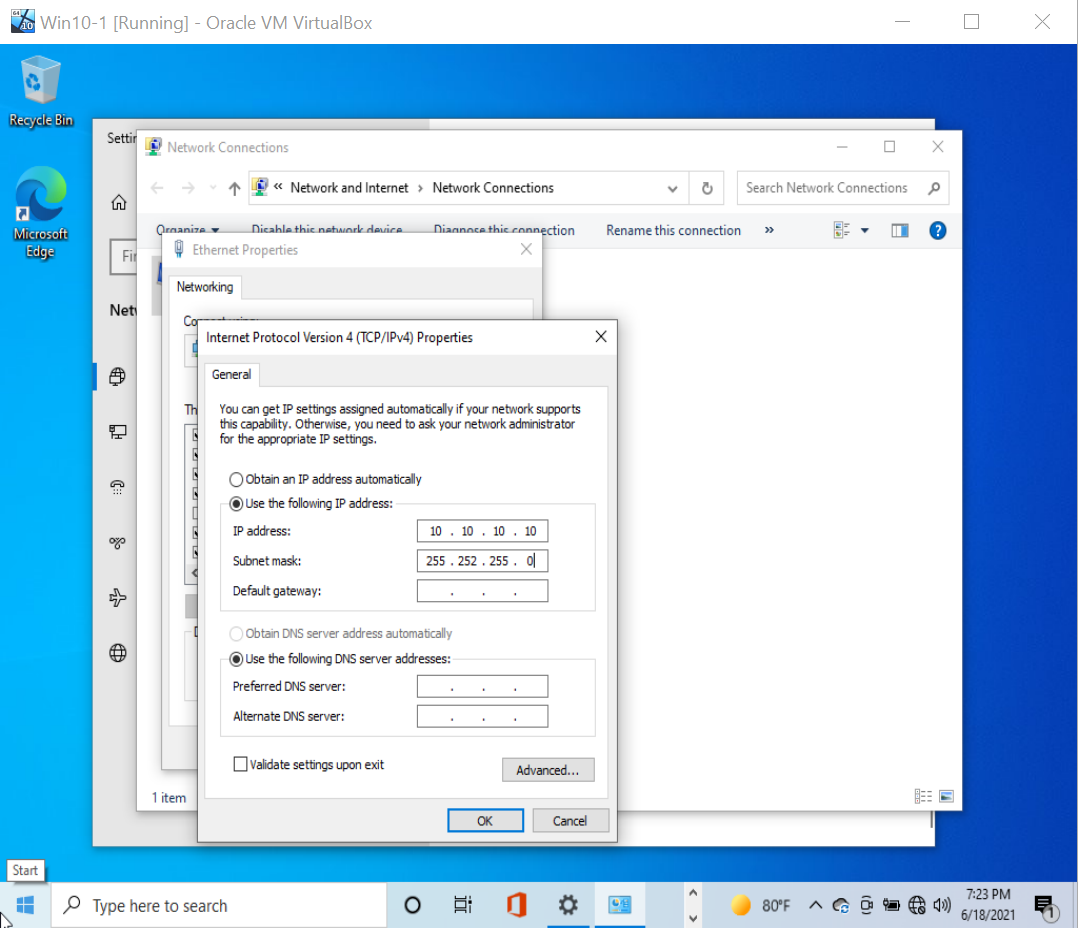 Win10-1 [Running] - Oracle VM VirtualBox
Recycle Bin
Microsoft
Edge
Network Connections
« Network and Internet › Network Connections
Search Network Connections
Organize
Disable this network device
Diagnose this connection
Rename this connection
»
Ethernet Properties
Networking
Connect using:
Internet Protocol Version 4 (TCP/IPv4) Properties
General
You can get IP settings assigned automatically if your network supports
this capability. Otherwise, you need to ask your network administrator
for the appropriate IP settings.
Obtain an IP address automatically
Use the following IP address:
IP address: 10 . 10 . 10 . 10
Subnet mask: 255 . 252 . 255 . 0
Default gateway: . . .
Obtain DNS server address automatically
Use the following DNS server addresses:
Preferred DNS server: . . .
Alternate DNS server: . . .
Validate settings upon exit
Advanced...
OK Cancel
1 item
Start
Type here to search
80°F
7:23 PM
6/18/2021
1